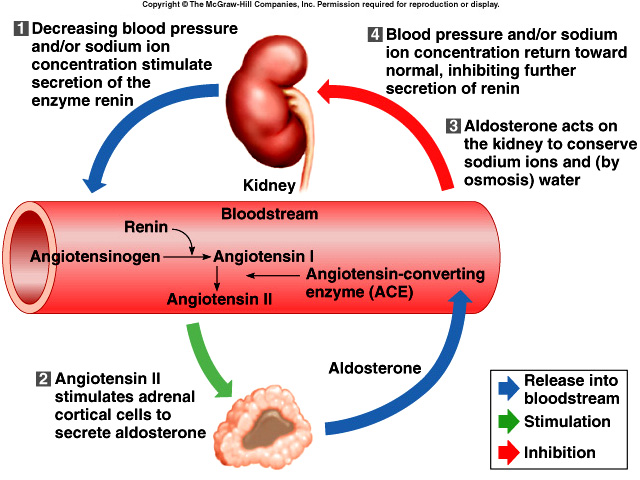 Copyright © The McGraw-Hill Companies, Inc. Permission required for reproduction or display.
1 Decreasing blood pressure
and/or sodium ion
concentration stimulate
secretion of the
enzyme renin
4 Blood pressure and/or sodium
ion concentration return toward
normal, inhibiting further
secretion of renin
3 Aldosterone acts on
the kidney to conserve
sodium ions and (by
osmosis) water
Kidney
Bloodstream
Renin
Angiotensinogen
Angiotensin I
Angiotensin-converting
enzyme (ACE)
Angiotensin II
2 Angiotensin II
stimulates adrenal
cortical cells to
secrete aldosterone
Aldosterone
Release into
bloodstream
Stimulation
Inhibition